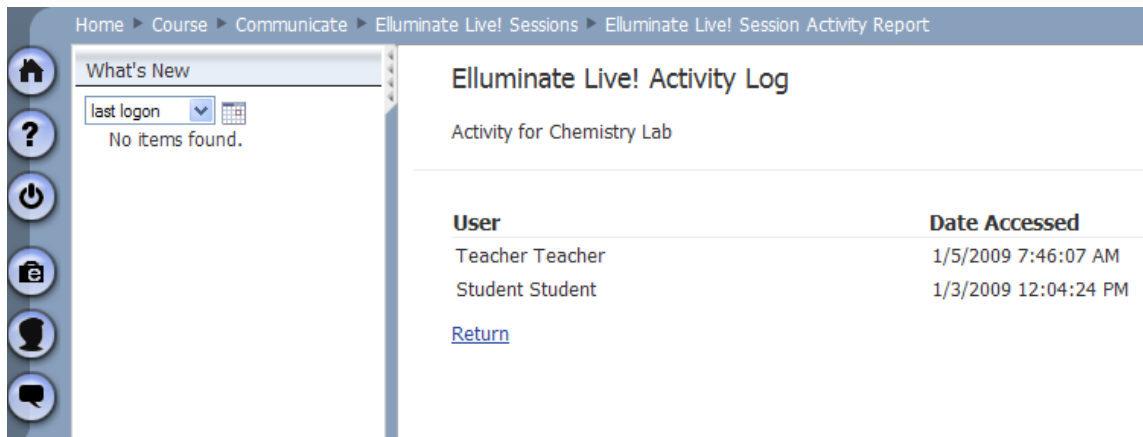 Home ▶ Course ▶ Communicate ▶ Elluminate Live! Sessions ▶ Elluminate Live! Session Activity Report
What's New
last logon
No items found.
Elluminate Live! Activity Log
Activity for Chemistry Lab
User Date Accessed
Teacher Teacher 1/5/2009 7:46:07 AM
Student Student 1/3/2009 12:04:24 PM
Return
?
e